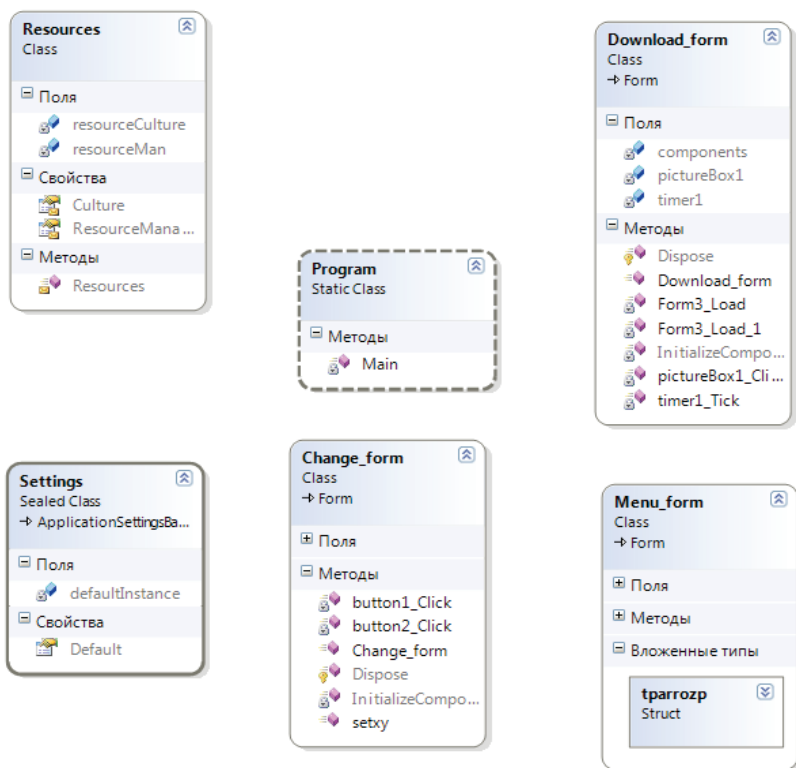 Resources
Class
Поля
resourceCulture
resourceMan
Свойства
Culture
ResourceMana...
Методы
Resources
Program
Static Class
Методы
Main
Download_form
Class
Form
Поля
components
pictureBox1
timer1
Методы
Dispose
Download_form
Form3_Load
Form3_Load_1
InitializeCompo...
pictureBox1_Cli...
timer1_Tick
Settings
Sealed Class
ApplicationSettingsBa...
Поля
defaultInstance
Свойства
Default
Change_form
Class
Form
Поля
Методы
button1_Click
button2_Click
Change_form
Dispose
InitializeCompo...
setxy
Menu_form
Class
Form
Поля
Методы
Вложенные типы
tparrozp
Struct